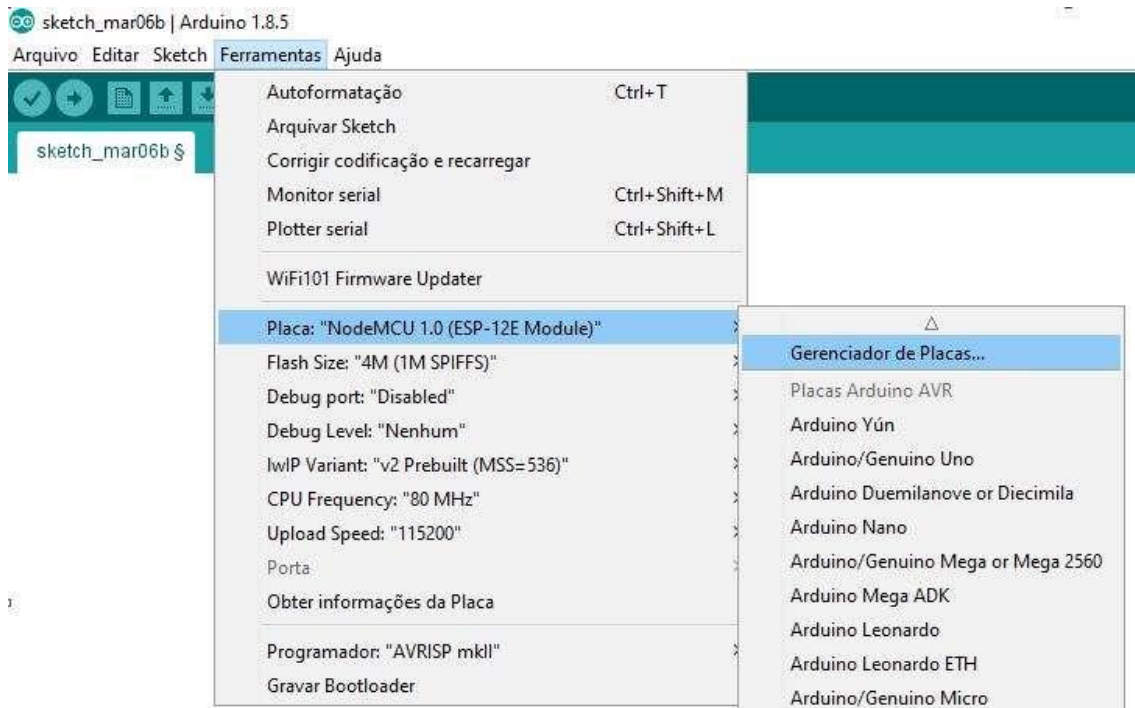 sketch_mar06b | Arduino 1.8.5
Arquivo Editar Sketch Ferramentas Ajuda
sketch_mar06b §
Autoformatação Ctrl+T
Arquivar Sketch
Corrigir codificação e recarregar
Monitor serial Ctrl+Shift+M
Plotter serial Ctrl+Shift+L
WiFi101 Firmware Updater
Placa: "NodeMCU 1.0 (ESP-12E Module)"
Flash Size: "4M (1M SPIFFS)"
Debug port: "Disabled"
Debug Level: "Nenhum"
lwIP Variant: "v2 Prebuilt (MSS=536)"
CPU Frequency: "80 MHz"
Upload Speed: "115200"
Porta
Obter informações da Placa
Programador: "AVRISP mkII"
Gravar Bootloader
Gerenciador de Placas...
Placas Arduino AVR
Arduino Yún
Arduino/Genuino Uno
Arduino Duemilanove or Diecimila
Arduino Nano
Arduino/Genuino Mega or Mega 2560
Arduino Mega ADK
Arduino Leonardo
Arduino Leonardo ETH
Arduino/Genuino Micro